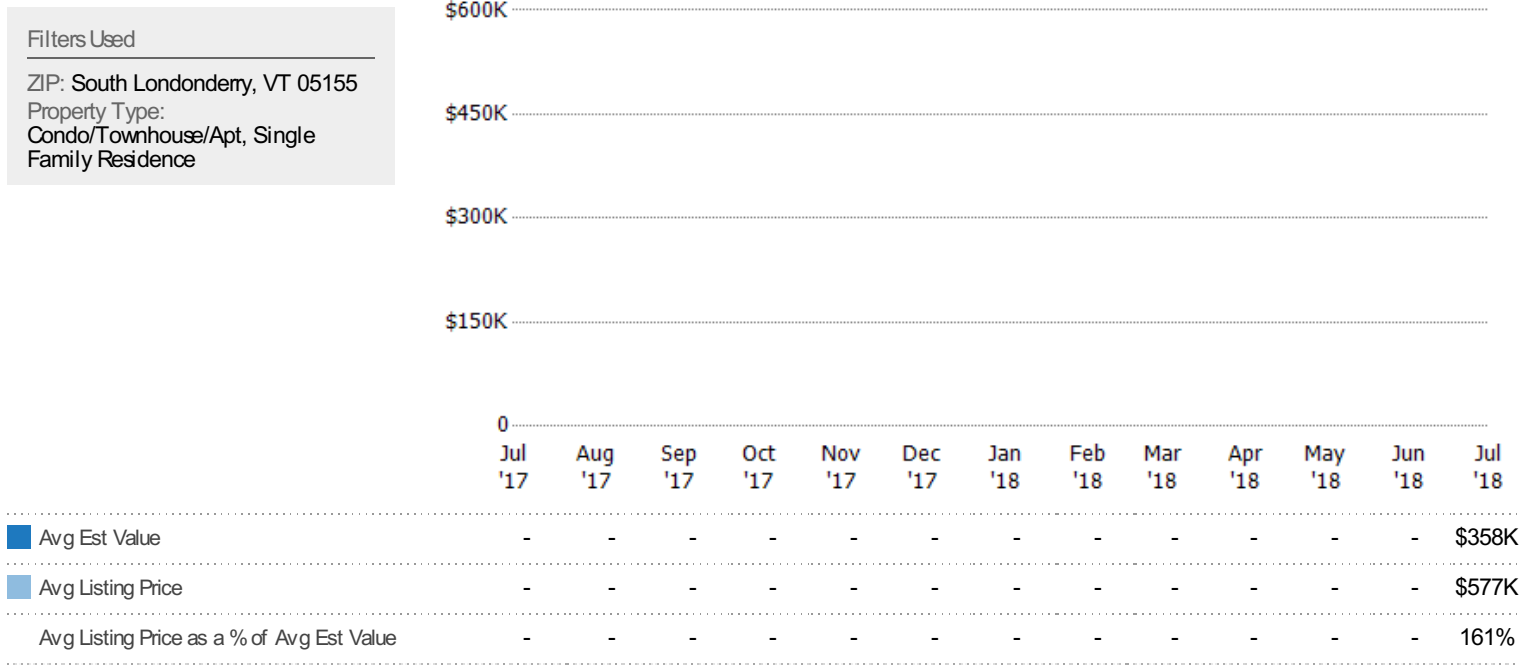 Filters Used
ZIP: South Londonderry, VT 05155
Property Type:
Condo/Townhouse/Apt, Single
Family Residence
$600K
$450K
$300K
$150K
0
Jul Aug Sep Oct Nov Dec Jan Feb Mar Apr May Jun Jul
'17 '17 '17 '17 '17 '17 '18 '18 '18 '18 '18 '18 '18
Avg Est Value - - - - - - - - - - - - $358K
Avg Listing Price - - - - - - - - - - - - $577K
Avg Listing Price as a % of Avg Est Value - - - - - - - - - - - - 161%